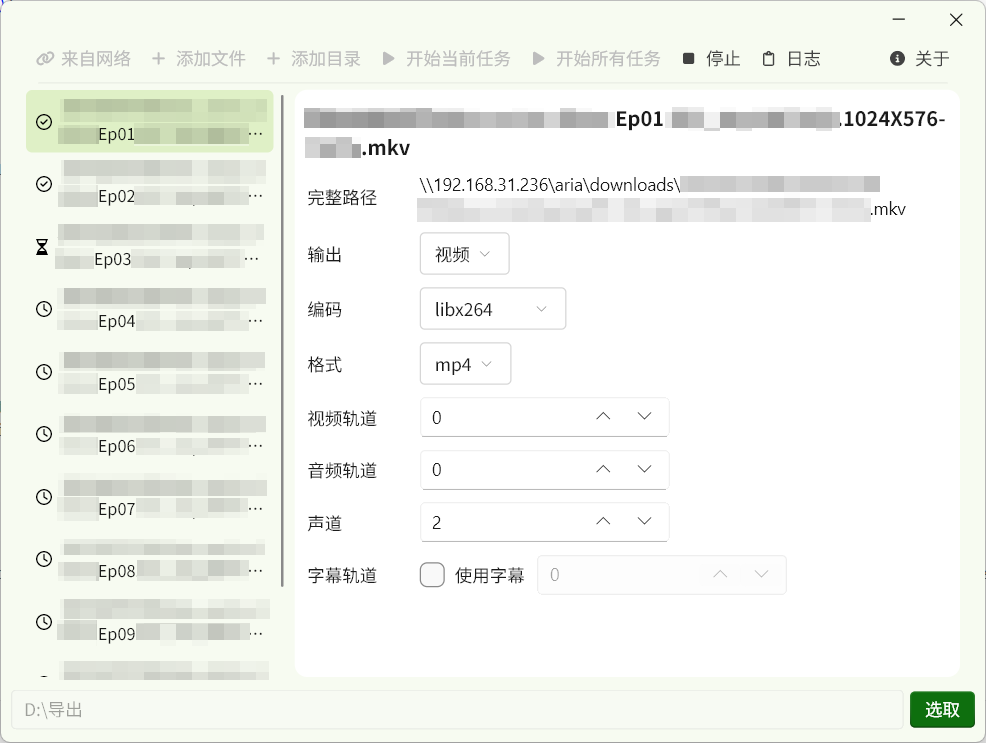 来自网络 添加文件 添加目录 开始当前任务 开始所有任务 停止 日志 关于
Ep01 ...
Ep02 ...
Ep03 ...
Ep04 ...
Ep05 ...
Ep06 ...
Ep07 ...
Ep08 ...
Ep09 ...
Ep01 .1024X576-
.mkv
完整路径 \\192.168.31.236\aria\downloads\
.mkv
输出 视频
编码 libx264
格式 mp4
视频轨道 0
音频轨道 0
声道 2
字幕轨道 使用字幕 0
D:\导出 选取